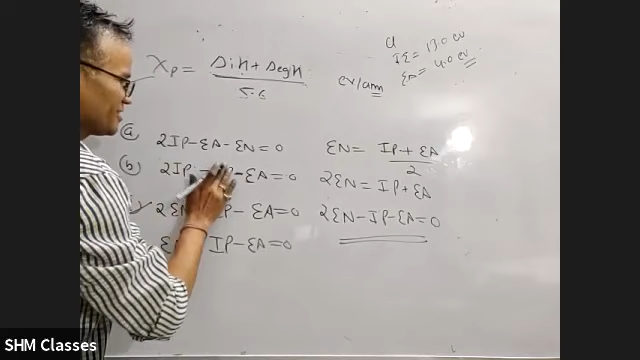 Cl
IE = 13.0 ev
EA = 4.0 ev
Xp = ΔiH + ΔegH / 5.6 ev/am
(a) 2IP-EA-EN=0
EN = IP + EA / 2
(b) 2IP - EA=0
2EN = IP+EA
2EN IP - EA=0
2EN-IP-EA=0
EN IP-EA=0
SHM Classes